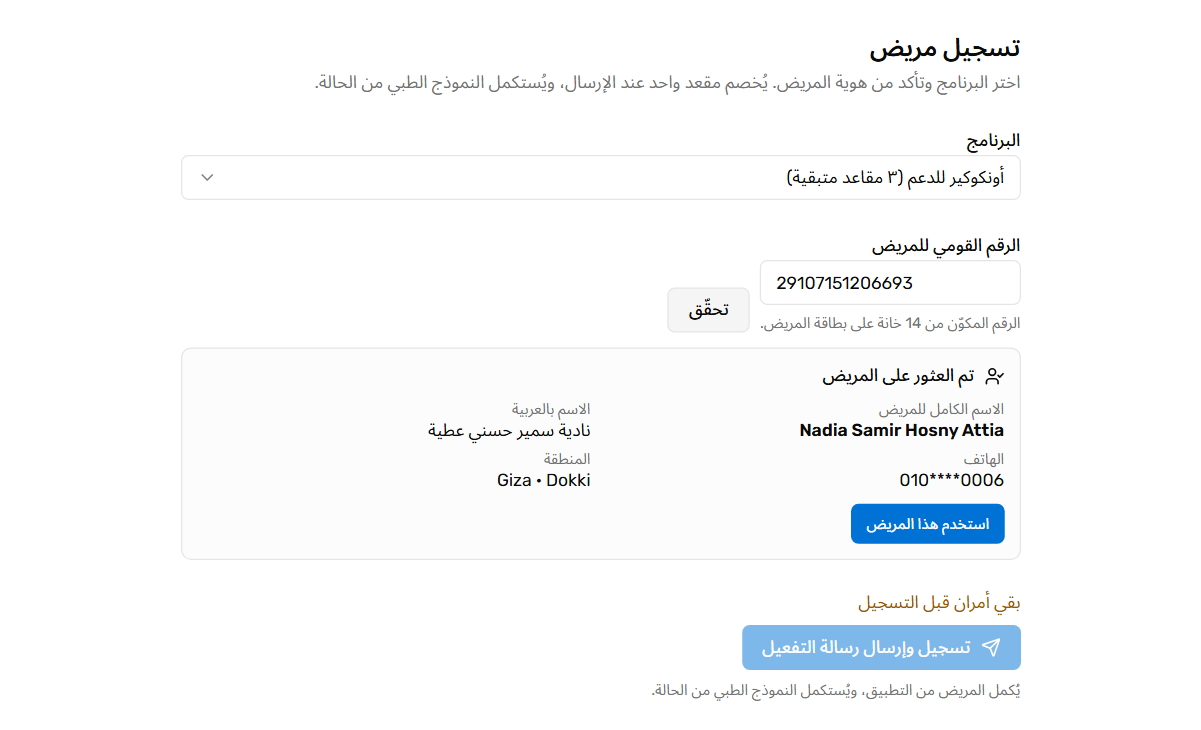 تسجيل مريض
اختر البرنامج وتأكد من هوية المريض. يُخصم مقعد واحد عند الإرسال، ويُستكمل النموذج الطبي من الحالة.
البرنامج
أونكوكير للدعم (٣ مقاعد متبقية)
الرقم القومي للمريض
29107151206693
تحقّق
الرقم المكوّن من 14 خانة على بطاقة المريض.
تم العثور على المريض
الاسم الكامل للمريض
Nadia Samir Hosny Attia
الاسم بالعربية
نادية سمير حسني عطية
الهاتف
010****0006
المنطقة
Giza • Dokki
استخدم هذا المريض
بقي أمران قبل التسجيل
تسجيل وإرسال رسالة التفعيل
يُكمل المريض من التطبيق، ويُستكمل النموذج الطبي من الحالة.